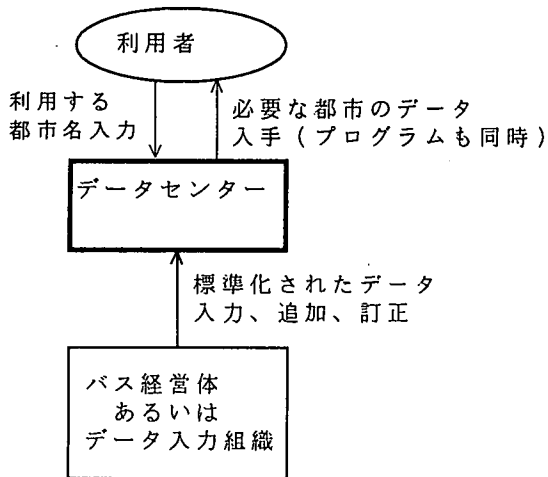 利用者
利用する
都市名入力
必要な都市のデータ
入手(プログラムも同時)
データセンター
標準化されたデータ
入力、追加、訂正
バス経営体
あるいは
データ入力組織